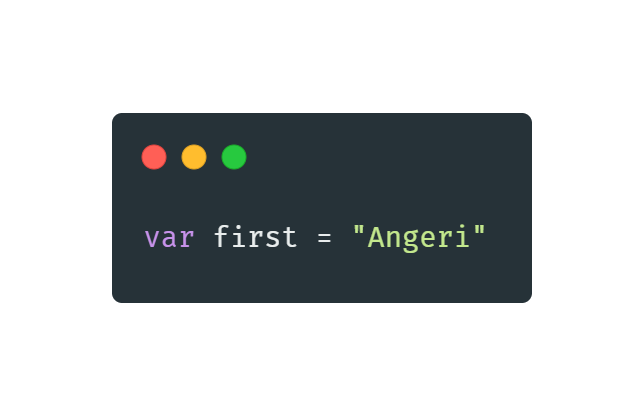 var first = "Angeri"